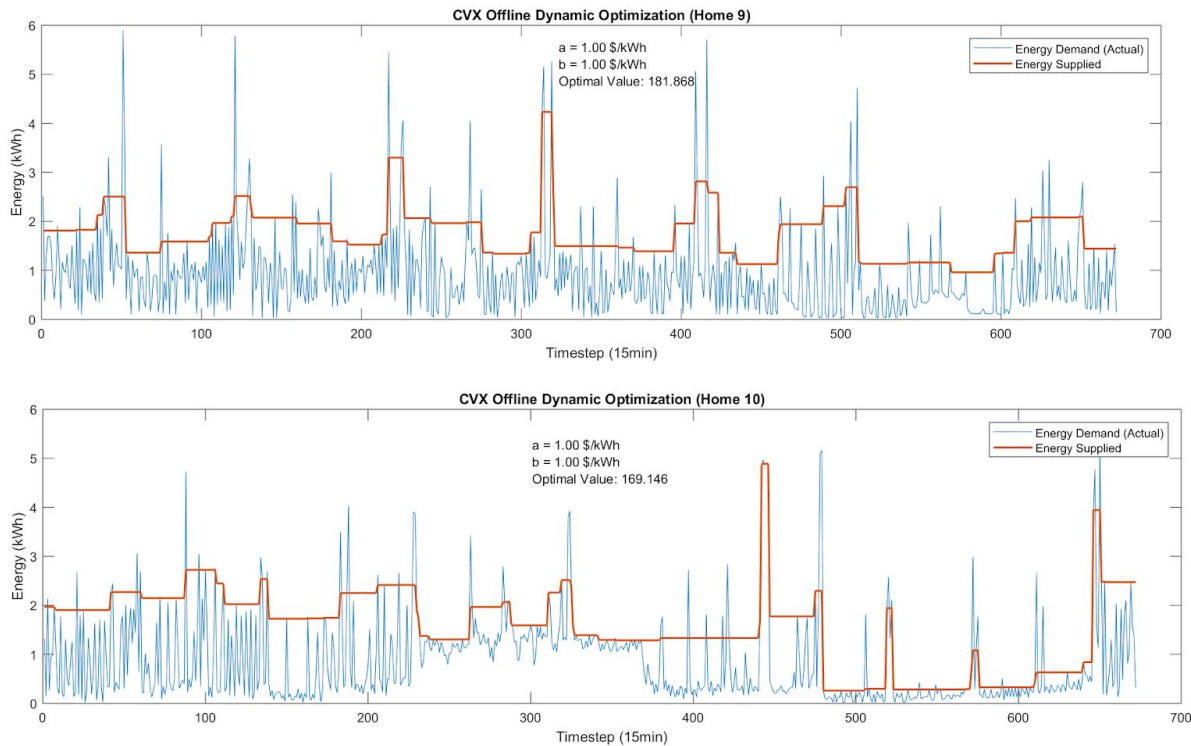 CVX Offline Dynamic Optimization (Home 9)
a = 1.00 $/kWh
b = 1.00 $/kWh
Optimal Value: 181.868
Energy Demand (Actual)
Energy Supplied
Energy (kWh)
6
5
4
3
2
1
0
0 100 200 300 400 500 600 700
Timestep (15min)
CVX Offline Dynamic Optimization (Home 10)
a = 1.00 $/kWh
b = 1.00 $/kWh
Optimal Value: 169.146
Energy Demand (Actual)
Energy Supplied
Energy (kWh)
6
5
4
3
2
1
0
0 100 200 300 400 500 600 700
Timestep (15min)